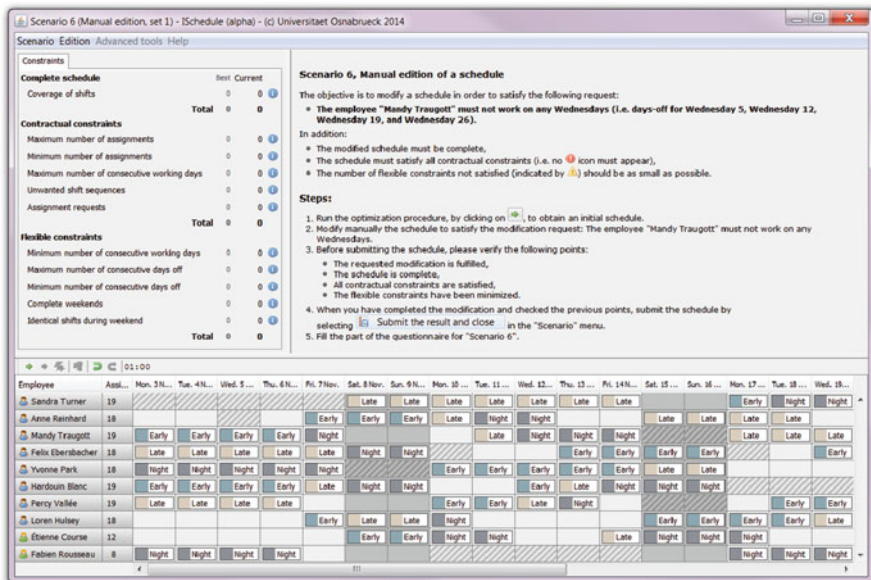 Scenario 6 (Manual edition, set 1) - ISchedule (alpha) - (c) Universitaet Osnabrueck 2014
Scenario Edition Advanced tools Help
Constraints
Complete schedule Best Current
Coverage of shifts 0 0
Total 0 0
Contractual constraints
Maximum number of assignments 0 0
Minimum number of assignments 0 0
Maximum number of consecutive working days 0 0
Unwanted shift sequences 0 0
Assignment requests 0 0
Total 0 0
Flexible constraints
Minimum number of consecutive working days 0 0
Maximum number of consecutive days off 0 0
Minimum number of consecutive days off 0 0
Complete weekends 0 0
Identical shifts during weekend 0 0
Total 0 0
Scenario 6, Manual edition of a schedule
The objective is to modify a schedule in order to satisfy the following request:
The employee "Mandy Traugott" must not work on any Wednesdays (i.e. days-off for Wednesday 5, Wednesday 12,
Wednesday 19, and Wednesday 26).
In addition:
The modified schedule must be complete,
The schedule must satisfy all contractual constraints (i.e. no icon must appear),
The number of flexible constraints not satisfied (indicated by ) should be as small as possible.
Steps:
1. Run the optimization procedure, by clicking on , to obtain an initial schedule.
2. Modify manually the schedule to satisfy the modification request: The employee "Mandy Traugott" must not work on any
Wednesdays.
3. Before submitting the schedule, please verify the following points:
The requested modification is fulfilled,
The schedule is complete,
All contractual constraints are satisfied,
The flexible constraints have been minimized.
4. When you have completed the modification and checked the previous points, submit the schedule by
selecting Submit the result and close in the "Scenario" menu.
5. Fill the part of the questionnaire for "Scenario 6".
01:00
Employee Assi... Mon. 3 N... Tue. 4 N... Wed. 5 ... Thu. 6 N... Fri. 7 Nov. Sat. 8 Nov. Sun. 9 N... Mon. 10 ... Tue. 11 ... Wed. 12... Thu. 13 ... Fri. 14 N... Sat. 15 ... Sun. 16 ... Mon. 17 ... Tue. 18 ... Wed. 19...
Sandra Turner 19 Late Late Late Late Late Late Late Early Night Night
Anne Reinhard 18 Early Early Early Late Night Night Late Late Late Late
Mandy Traugott 19 Early Early Early Early Night Late Night Night Night Late Late Late
Felix Ebersbacher 18 Late Late Late Late Late Night Night Early Early Early Early Early
Yvonne Park 18 Night Night Night Night Night Early Early Early Early Early Late Late
Hardouin Blanc 19 Early Early Early Early Late Night Night Early Late Night Night Night
Percy Vallée 19 Late Late Late Late Early Early Late Night Early Early
Loren Hulsey 18 Early Late Late Night Early Early Early Early Late
Étienne Course 12 Early Early Night Night Late Night Night Night
Fabien Rousseau 8 Night Night Night Night Night Night Night